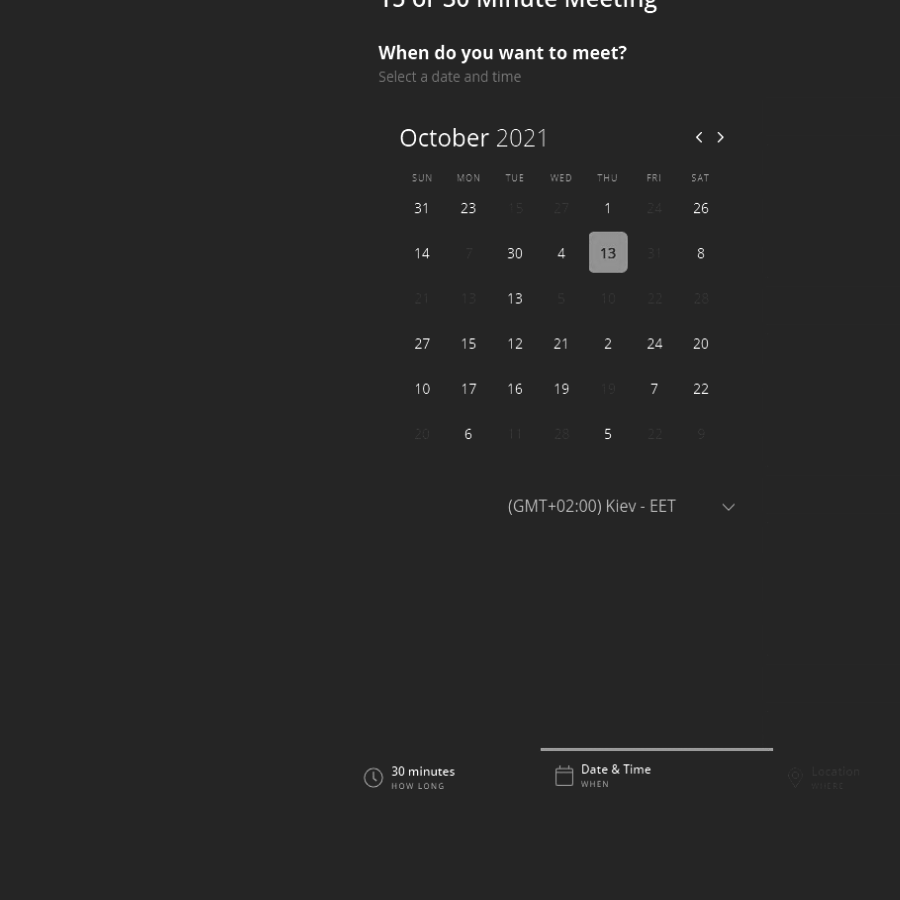 15 or 30 Minute Meeting
When do you want to meet?
Select a date and time
October 2021
SUN MON TUE WED THU FRI SAT
31 23 15 27 1 24 26
14 7 30 4 13 31 8
21 13 13 5 10 22 28
27 15 12 21 2 24 20
10 17 16 19 19 7 22
20 6 11 28 5 22 9
(GMT+02:00) Kiev - EET
30 minutes
HOW LONG
Date & Time
WHEN
Location
WHERE